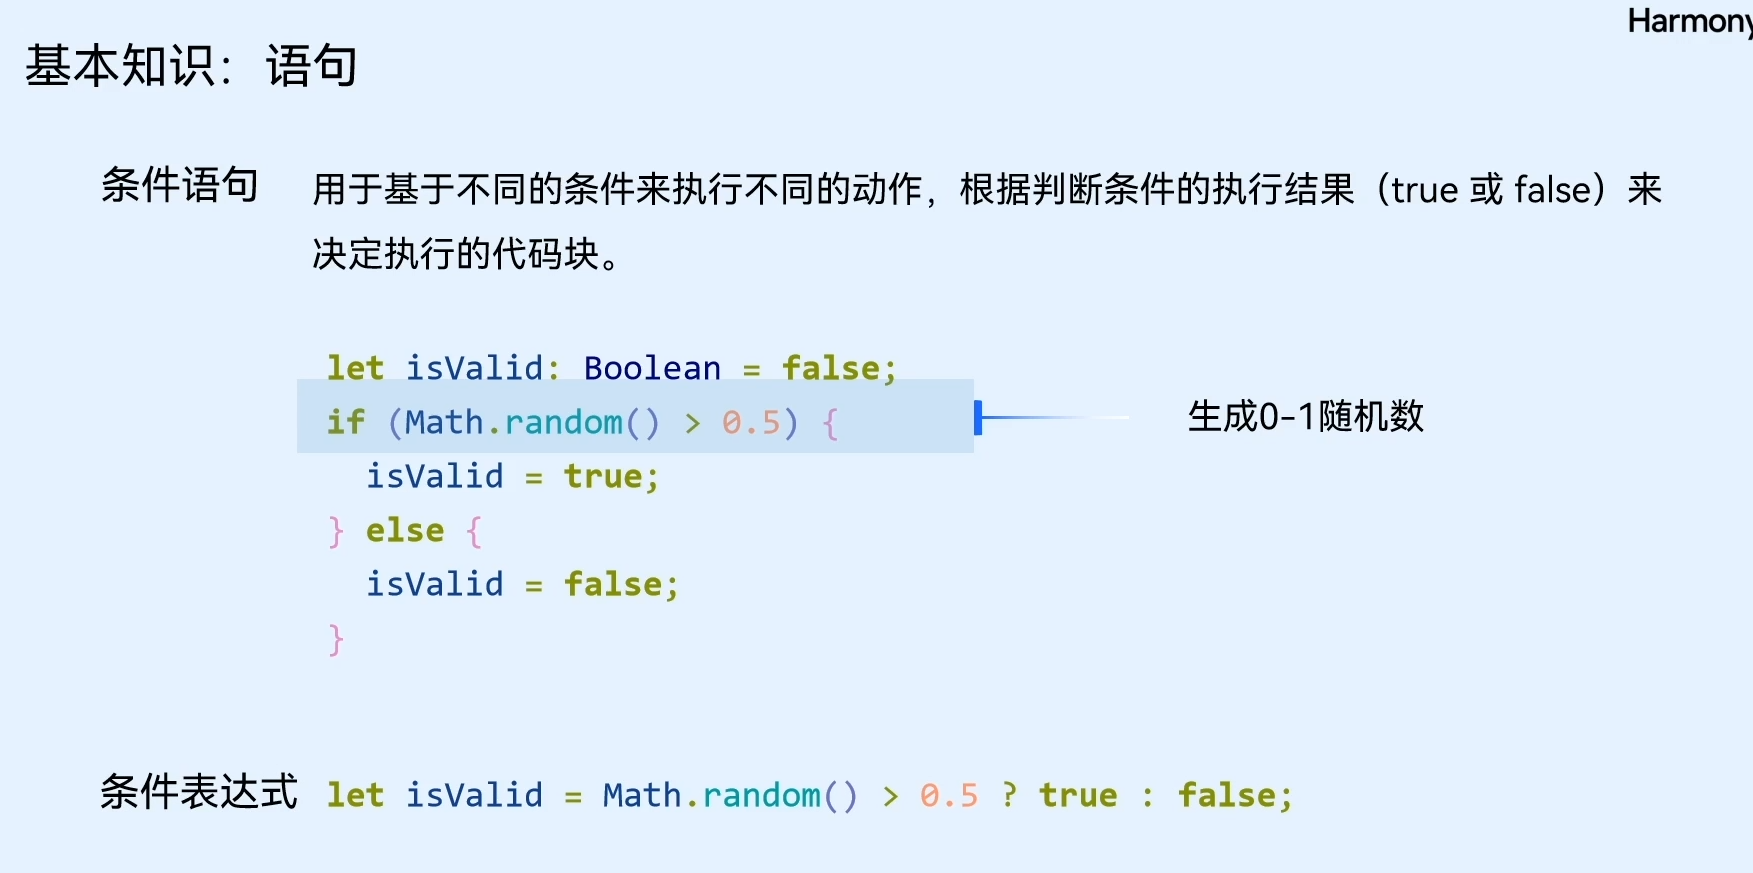 Harmony
基本知识：语句
条件语句 用于基于不同的条件来执行不同的动作，根据判断条件的执行结果（true 或 false）来
决定执行的代码块。
let isValid: Boolean = false;
if (Math.random() > 0.5) { 生成0-1随机数
  isValid = true;
} else {
  isValid = false;
}
条件表达式 let isValid = Math.random() > 0.5 ? true : false;